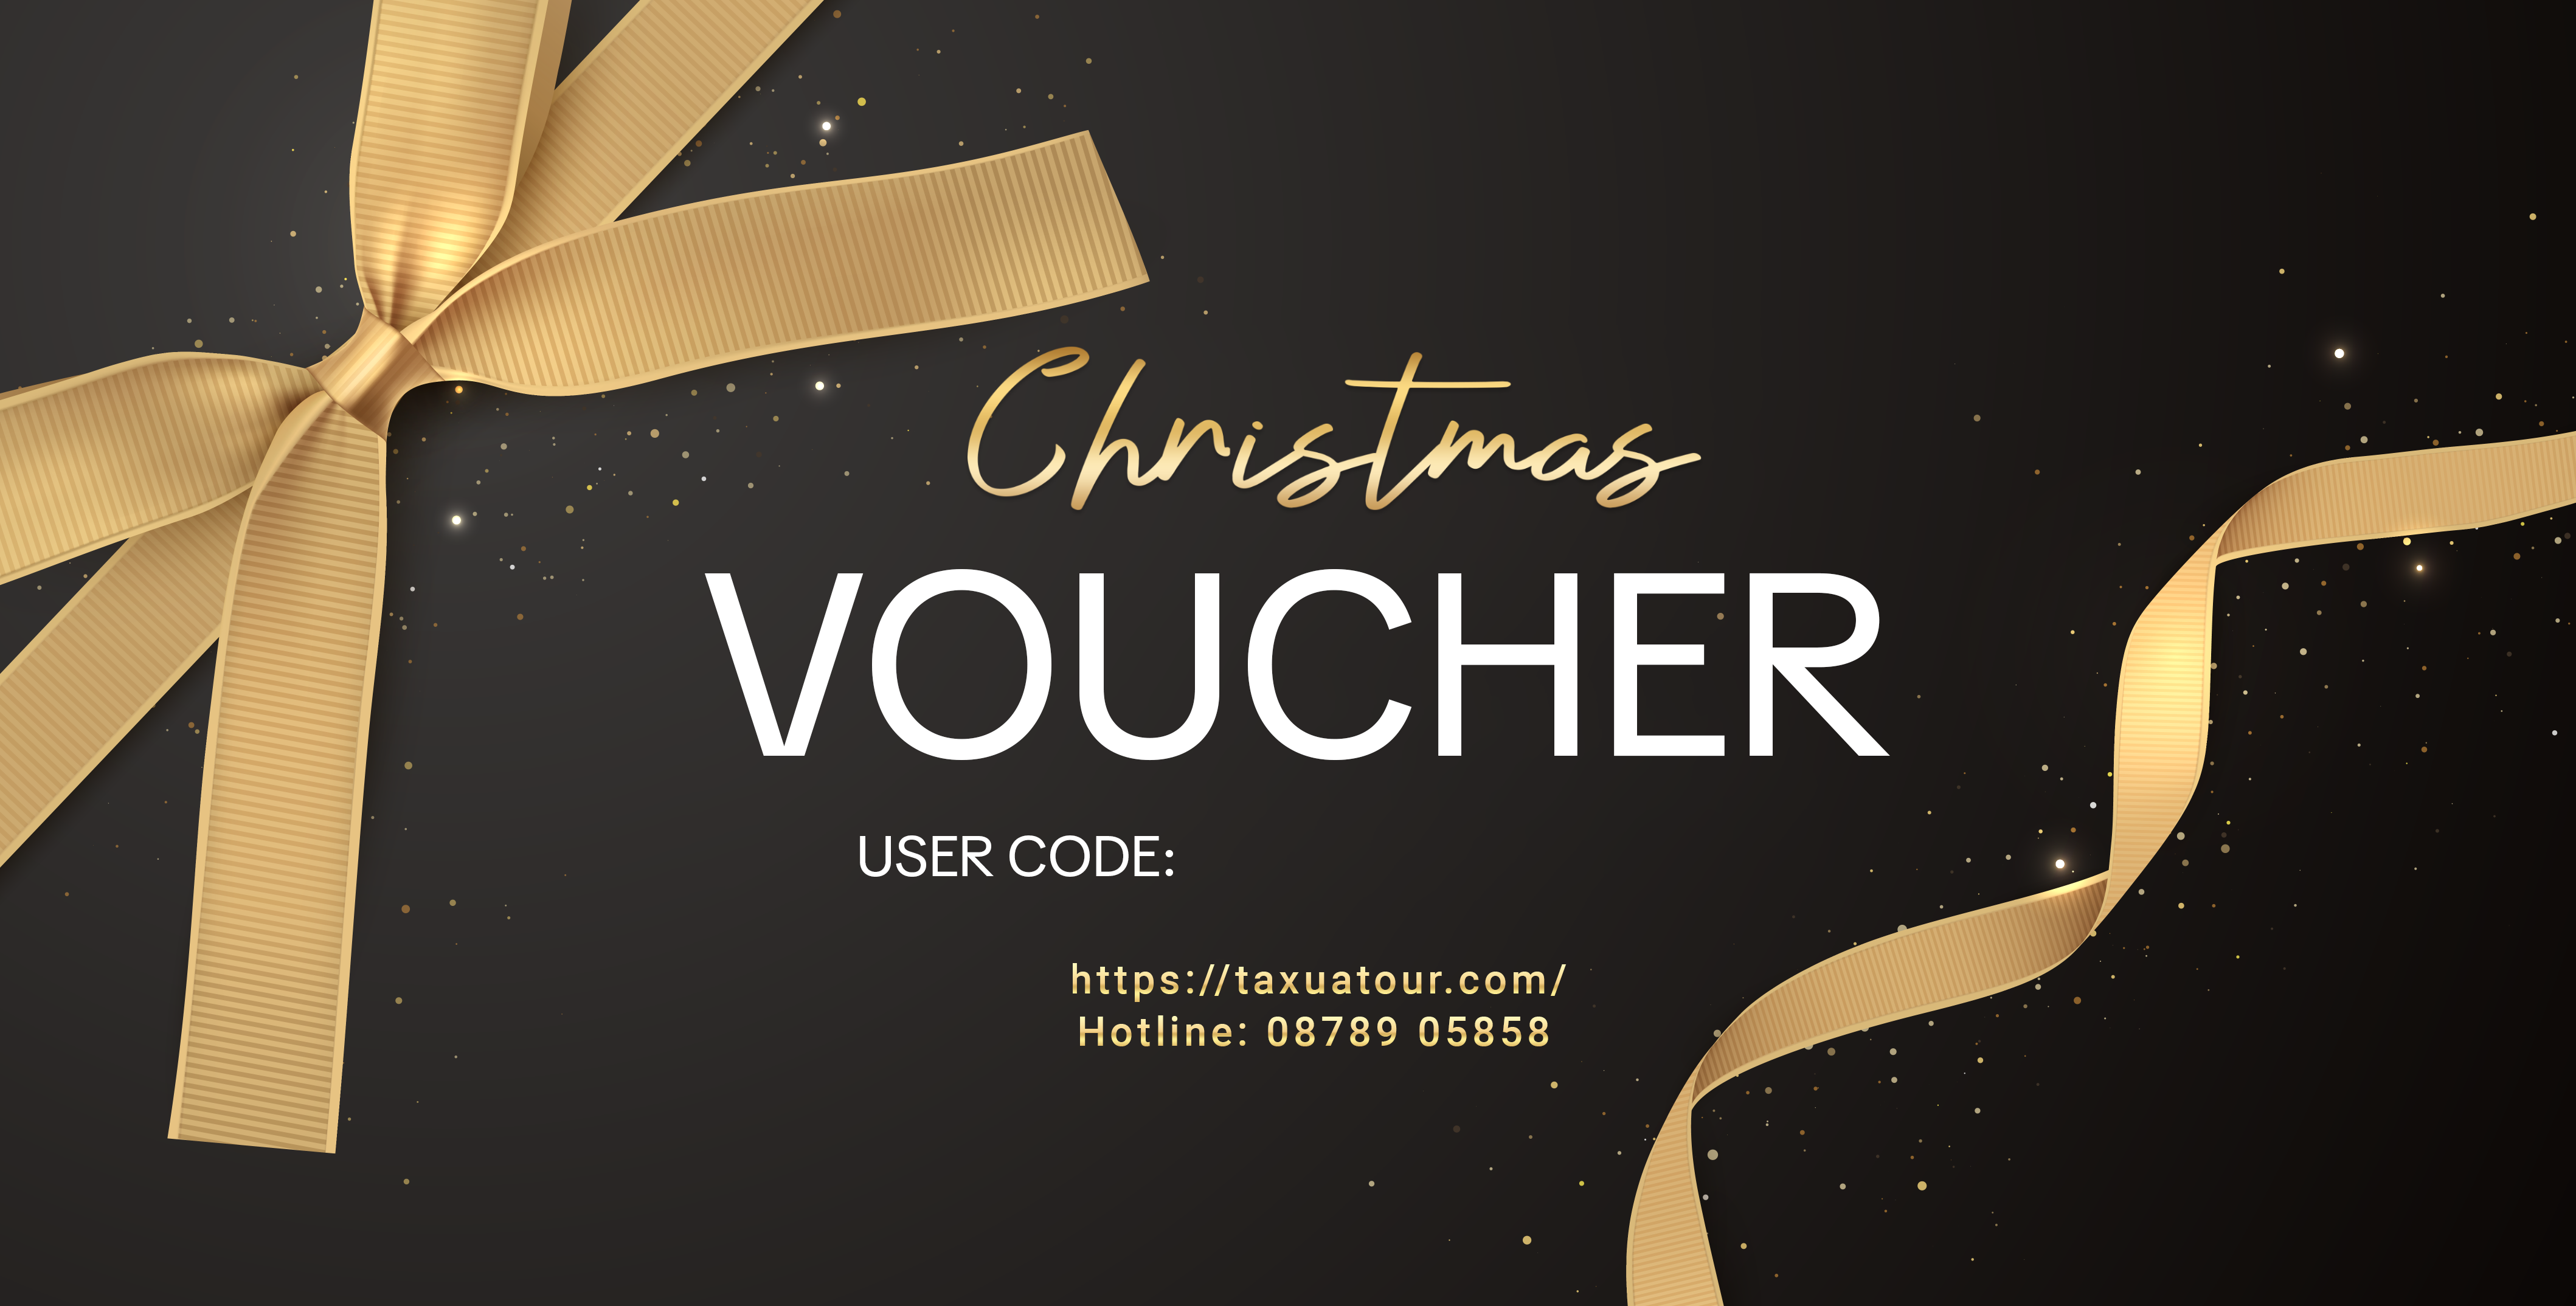 Christmas
VOUCHER
USER CODE:
https://taxuatour.com/
Hotline: 08789 05858